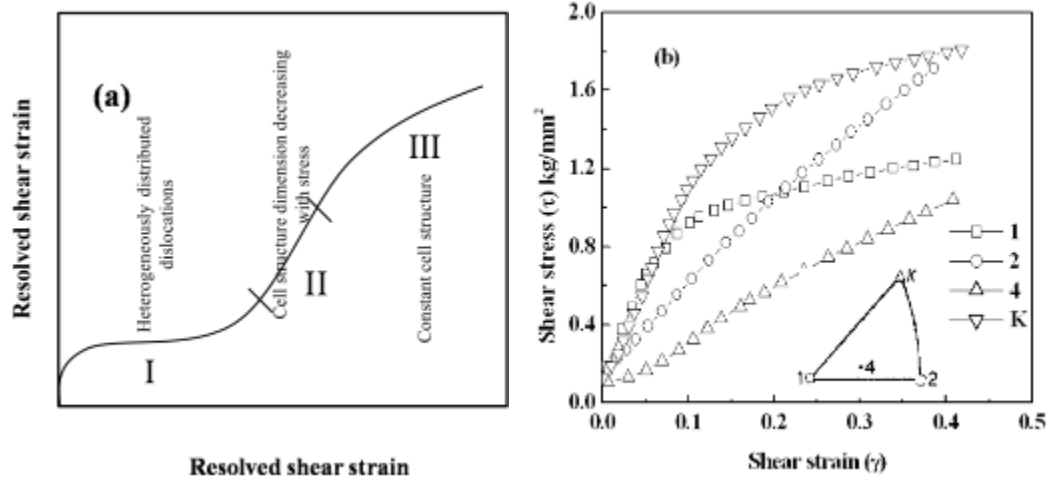 (a)
Resolved shear strain
Heterogeneously distributed
dislocations
Cell structure dimension decreasing
with stress
Constant cell structure
I
II
III
Resolved shear strain
(b)
Shear stress (τ) kg/mm²
2.0
1.6
1.2
0.8
0.4
0.0
0.0 0.1 0.2 0.3 0.4 0.5
Shear strain (γ)
1
2
4
K
K
·4
1
2